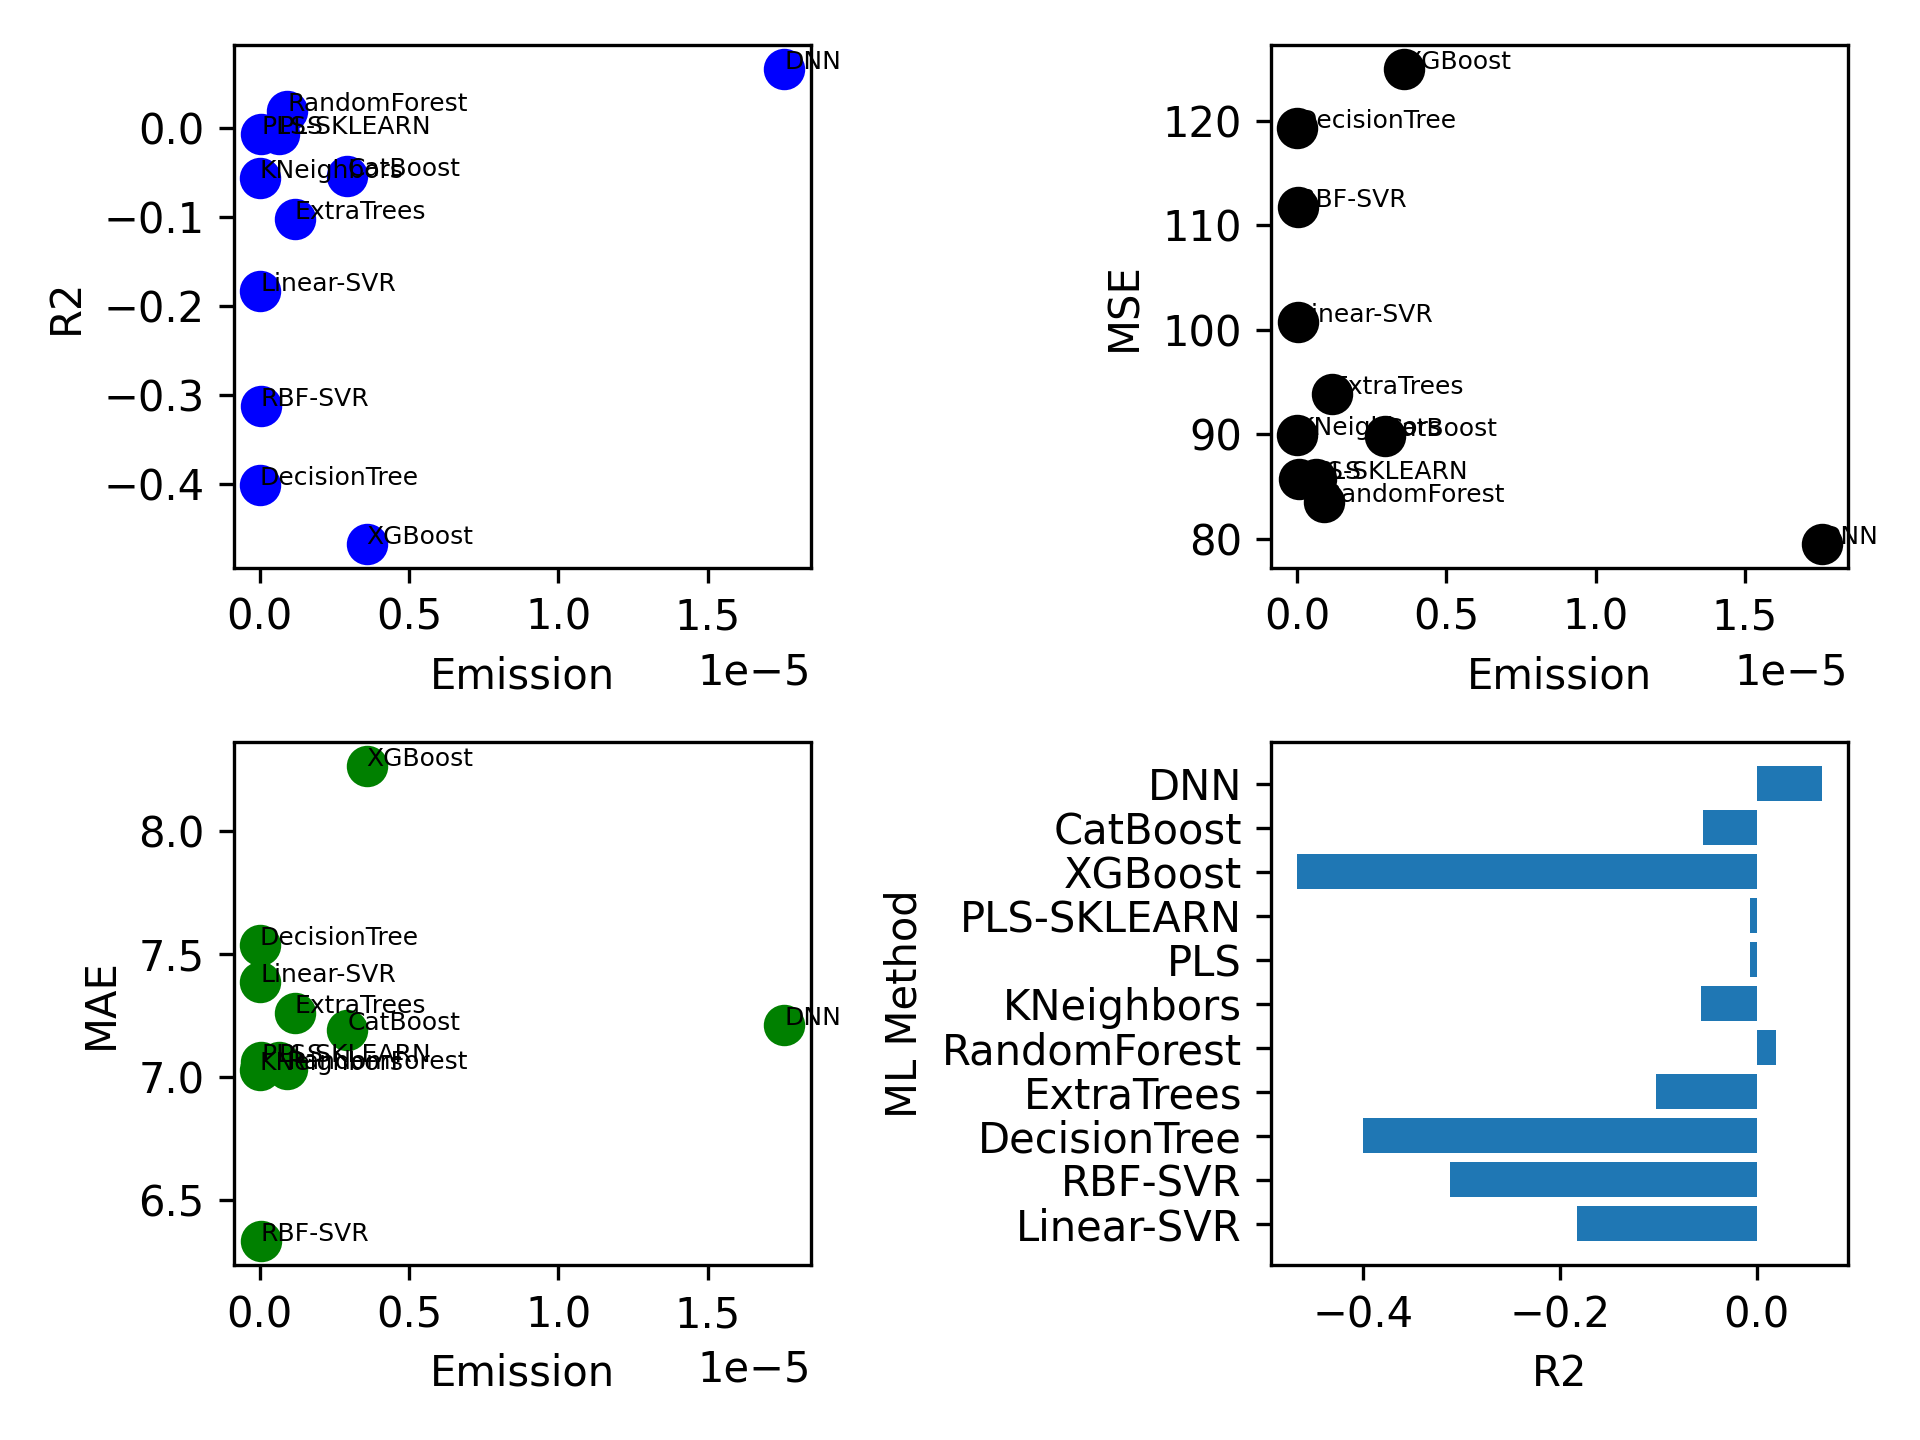 R2
0.0
−0.1
−0.2
−0.3
−0.4
DNN
RandomForest
PLS
PLS-SKLEARN
KNeighbors
CatBoost
ExtraTrees
Linear-SVR
RBF-SVR
DecisionTree
XGBoost
0.0 0.5 1.0 1.5
Emission 1e−5
MSE
120
110
100
90
80
XGBoost
DecisionTree
RBF-SVR
Linear-SVR
ExtraTrees
KNeighbors
CatBoost
PLS
PLS-SKLEARN
RandomForest
DNN
0.0 0.5 1.0 1.5
Emission 1e−5
MAE
8.0
7.5
7.0
6.5
XGBoost
DecisionTree
Linear-SVR
ExtraTrees
CatBoost
DNN
PLS
PLS-SKLEARN
KNeighbors
RandomForest
RBF-SVR
0.0 0.5 1.0 1.5
Emission 1e−5
ML Method
DNN
CatBoost
XGBoost
PLS-SKLEARN
PLS
KNeighbors
RandomForest
ExtraTrees
DecisionTree
RBF-SVR
Linear-SVR
−0.4 −0.2 0.0
R2